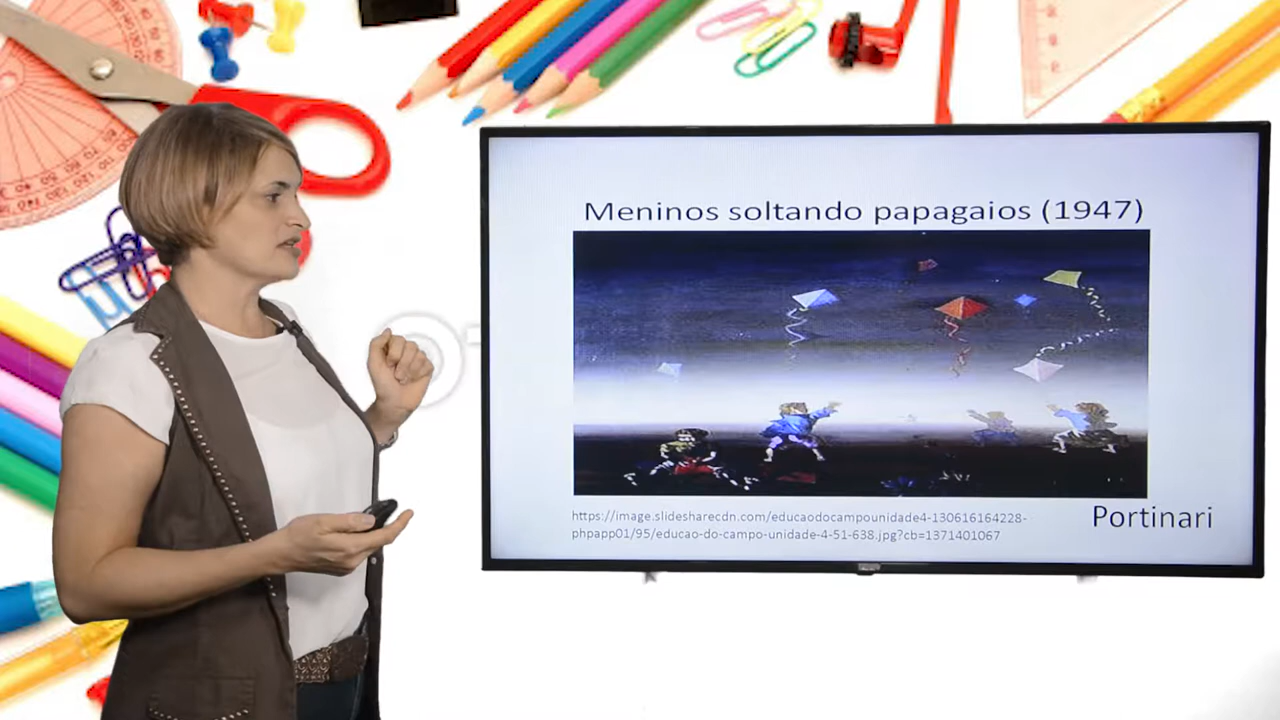 Meninos soltando papagaios (1947)
https://image.slidesharecdn.com/educaodocampounidade4-130616164228-
phpapp01/95/educao-do-campo-unidade-4-51-638.jpg?cb=1371401067
Portinari